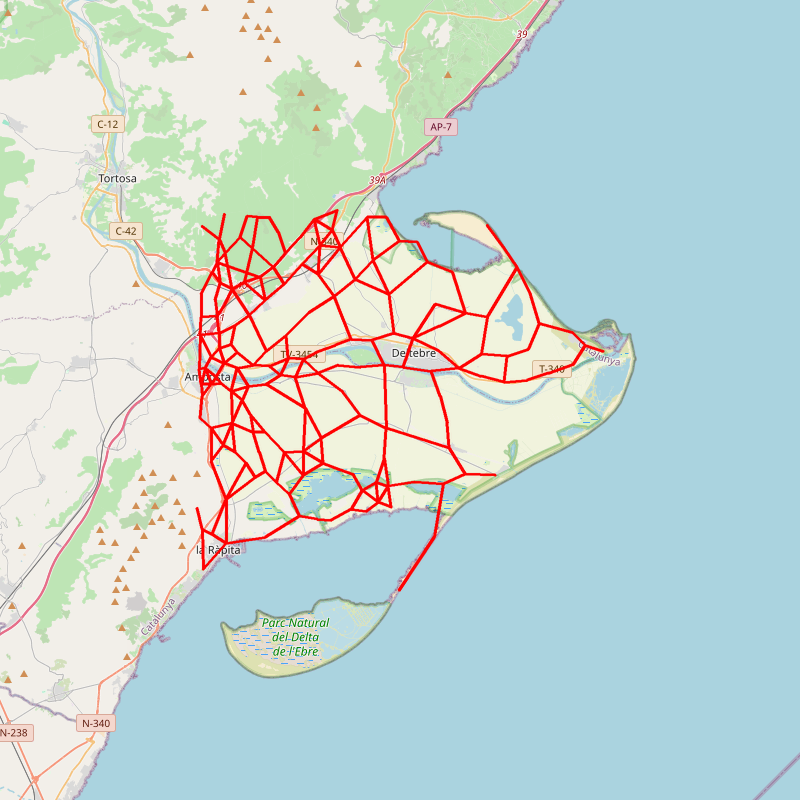 39
AP-7
C-12
39A
Tortosa
C-42
N-340
41
Deltebre
T-340
Catalunya
Amposta
la Ràpita
Catalunya
Parc Natural
del Delta
de l'Ebre
N-340
N-238